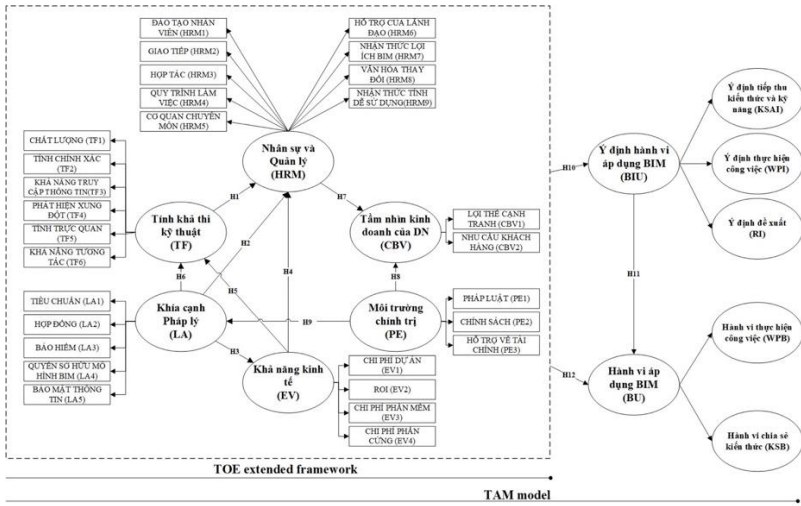 ĐÀO TẠO NHÂN
VIÊN (HRM1)
GIAO TIẾP (HRM2)
HỢP TÁC (HRM3)
QUY TRÌNH LÀM
VIỆC (HRM4)
CƠ QUAN CHUYÊN
MÔN (HRM5)
HỖ TRỢ CỦA LÃNH
ĐẠO (HRM6)
NHẬN THỨC LỢI
ÍCH BIM (HRM7)
VĂN HÓA THAY
ĐỔI (HRM8)
NHẬN THỨC TÍNH
DỄ SỬ DỤNG(HRM9)
Nhân sự và
Quản lý
(HRM)
CHẤT LƯỢNG (TF1)
TÍNH CHÍNH XÁC
(TF2)
KHẢ NĂNG TRUY
CẬP THÔNG TIN(TF3)
PHÁT HIỆN XUNG
ĐỘT (TF4)
TÍNH TRỰC QUAN
(TF5)
KHẢ NĂNG TƯƠNG
TÁC (TF6)
H1
H7
H2
H4
Tính khả thi
kỹ thuật
(TF)
Tầm nhìn kinh
doanh của DN
(CBV)
LỢI THẾ CẠNH
TRANH (CBV1)
NHU CẦU KHÁCH
HÀNG (CBV2)
H6
H5
H8
TIÊU CHUẨN (LA1)
HỢP ĐỒNG (LA2)
BẢO HIỂM (LA3)
QUYỀN SỞ HỮU MÔ
HÌNH BIM (LA4)
BẢO MẬT THÔNG
TIN (LA5)
Khía cạnh
Pháp lý
(LA)
H9
Môi trường
chính trị
(PE)
PHÁP LUẬT (PE1)
CHÍNH SÁCH (PE2)
HỖ TRỢ VỀ TÀI
CHÍNH (PE3)
H3
Khả năng kinh
tế
(EV)
CHI PHÍ DỰ ÁN
(EV1)
ROI (EV2)
CHI PHÍ PHẦN MỀM
(EV3)
CHI PHÍ PHẦN
CỨNG (EV4)
H10
Ý định hành vi
áp dụng BIM
(BIU)
Ý định tiếp thu
kiến thức và kỹ
năng (KSAI)
Ý định thực hiện
công việc (WPI)
Ý định đề xuất
(RI)
H11
H12
Hành vi áp
dụng BIM
(BU)
Hành vi thực hiện
công việc (WPB)
Hành vi chia sẻ
kiến thức (KSB)
TOE extended framework
TAM model